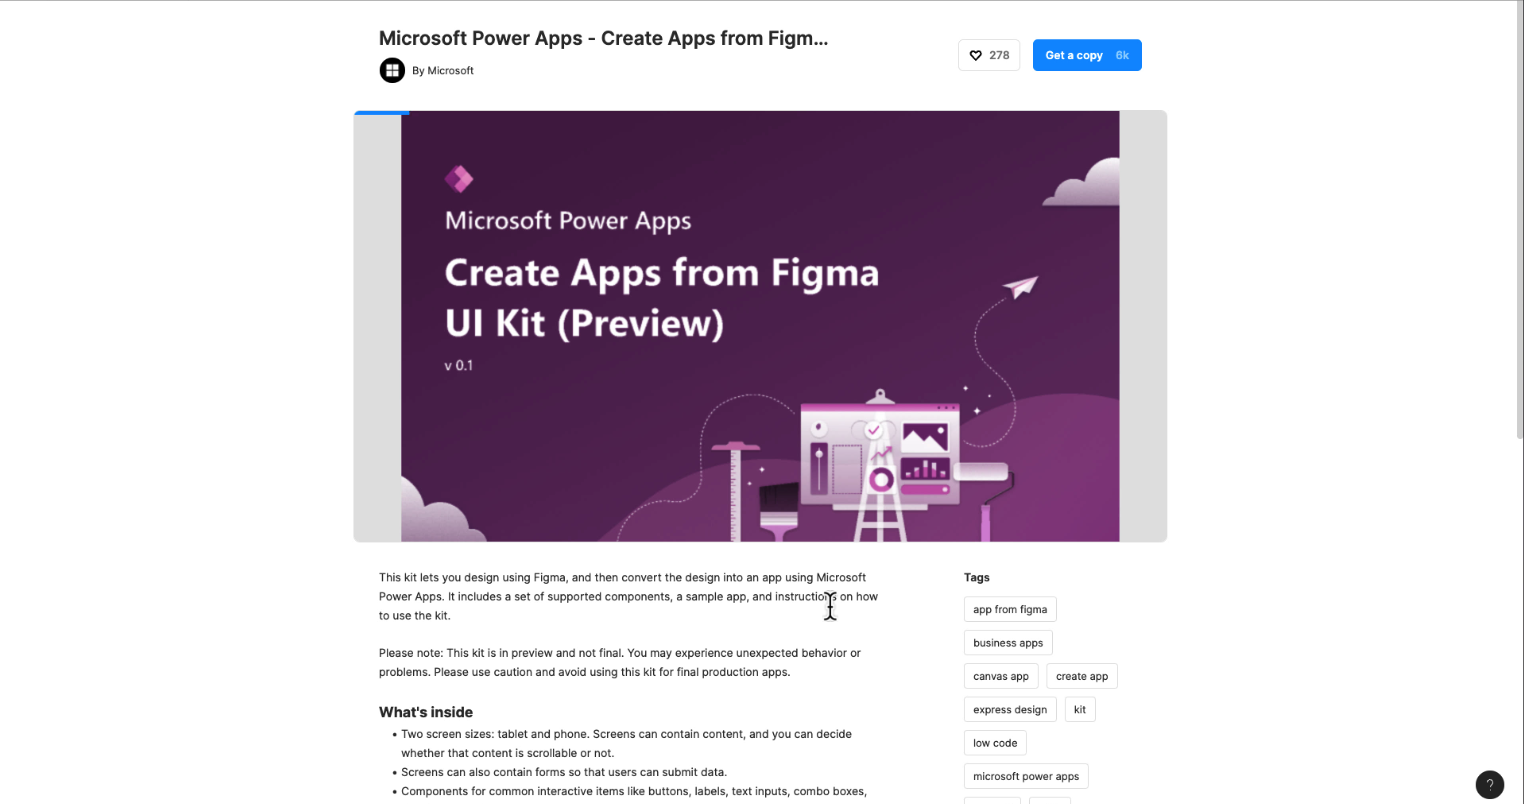 Microsoft Power Apps - Create Apps from Figm...
By Microsoft
278
Get a copy 6k
Microsoft Power Apps
Create Apps from Figma
UI Kit (Preview)
v 0.1
This kit lets you design using Figma, and then convert the design into an app using Microsoft
Power Apps. It includes a set of supported components, a sample app, and instructions on how
to use the kit.
Please note: This kit is in preview and not final. You may experience unexpected behavior or
problems. Please use caution and avoid using this kit for final production apps.
What's inside
• Two screen sizes: tablet and phone. Screens can contain content, and you can decide
whether that content is scrollable or not.
• Screens can also contain forms so that users can submit data.
• Components for common interactive items like buttons, labels, text inputs, combo boxes,
Tags
app from figma
business apps
canvas app create app
express design kit
low code
microsoft power apps
?